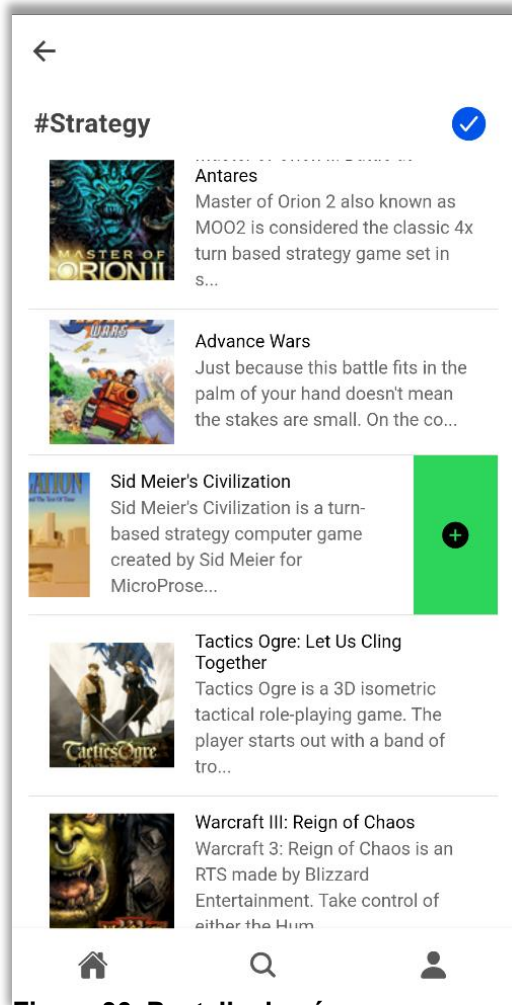 #Strategy
Antares
Master of Orion 2 also known as
MOO2 is considered the classic 4x
turn based strategy game set in
s...
MASTER OF
ORION II
Advance Wars
Just because this battle fits in the
palm of your hand doesn't mean
the stakes are small. On the co...
WARS
Sid Meier's Civilization
Sid Meier's Civilization is a turn-
based strategy computer game
created by Sid Meier for
MicroProse...
Tactics Ogre: Let Us Cling
Together
Tactics Ogre is a 3D isometric
tactical role-playing game. The
player starts out with a band of
tro...
Tactics Ogre
Warcraft III: Reign of Chaos
Warcraft 3: Reign of Chaos is an
RTS made by Blizzard
Entertainment. Take control of
either the Hum